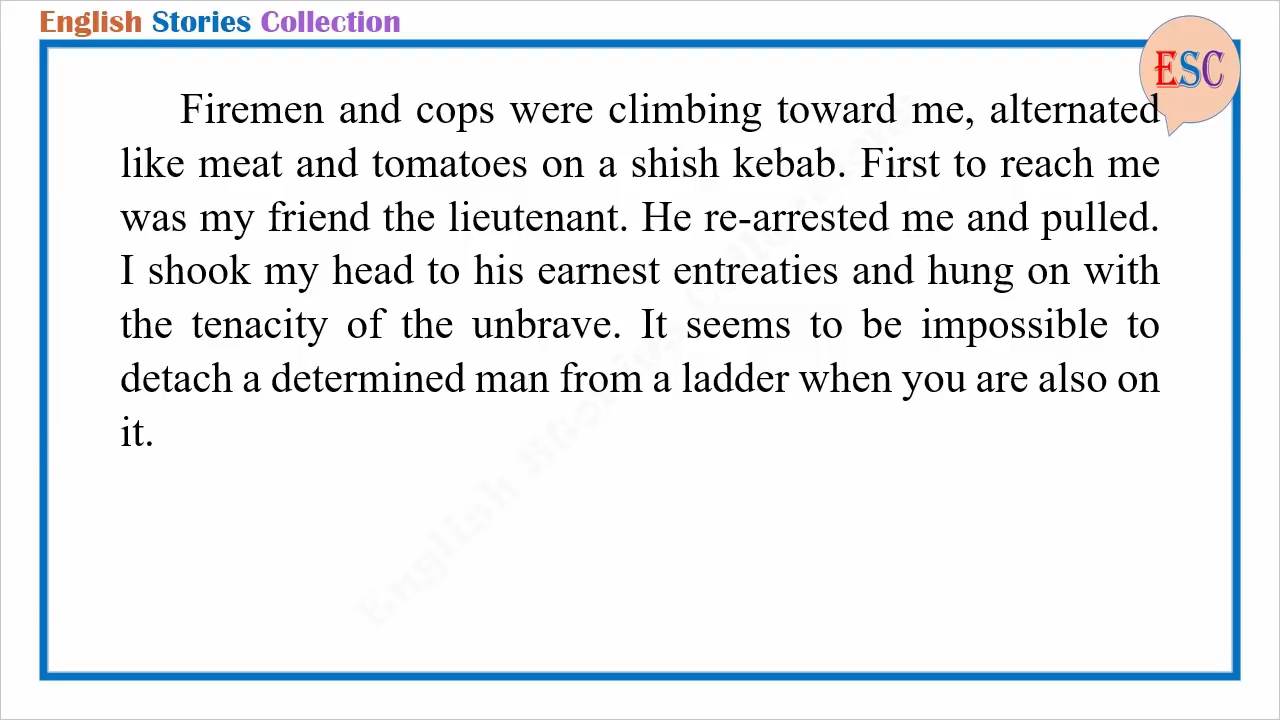 English Stories Collection
ESC
Firemen and cops were climbing toward me, alternated
like meat and tomatoes on a shish kebab. First to reach me
was my friend the lieutenant. He re-arrested me and pulled.
I shook my head to his earnest entreaties and hung on with
the tenacity of the unbrave. It seems to be impossible to
detach a determined man from a ladder when you are also on
it.
English Stories Collection